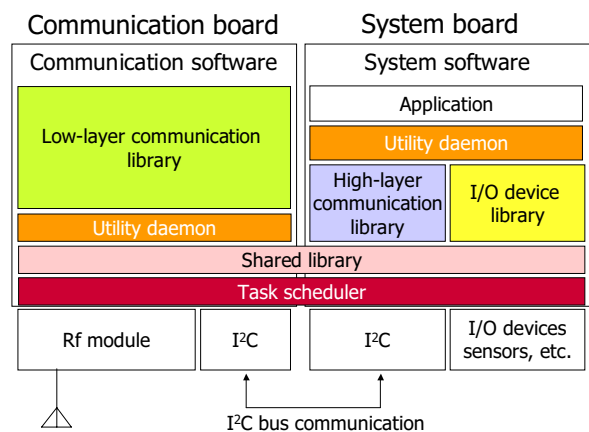 Communication board
System board
Communication software
System software
Low-layer communication
library
Application
Utility daemon
High-layer
communication
library
I/O device
library
Utility daemon
Shared library
Task scheduler
Rf module
I²C
I²C
I/O devices
sensors, etc.
I²C bus communication